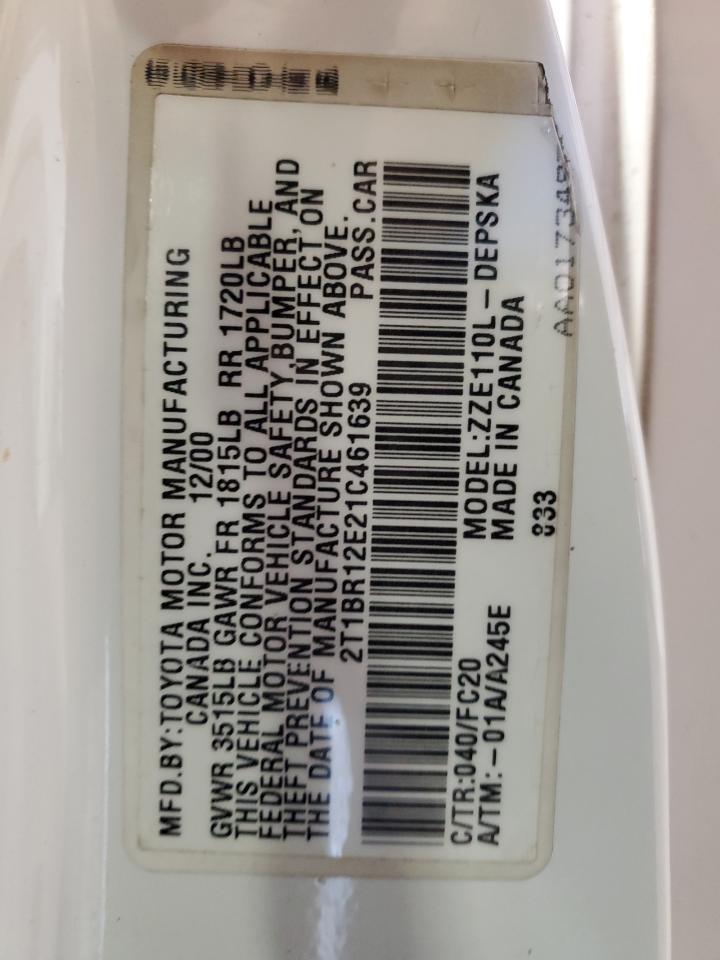 MFD.BY:TOYOTA MOTOR MANUFACTURING
CANADA INC. 12/00
GVWR 3515LB GAWR FR 1815LB RR 1720LB
THIS VEHICLE CONFORMS TO ALL APPLICABLE
FEDERAL MOTOR VEHICLE SAFETY BUMPER, AND
THEFT PREVENTION STANDARDS IN EFFECT ON
THE DATE OF MANUFACTURE SHOWN ABOVE.
2T1BR12E21C461639 PASS.CAR
C/TR:040/FC20 MODEL:ZZE110L–DEPSKA
A/TM:–01A/A245E MADE IN CANADA
833